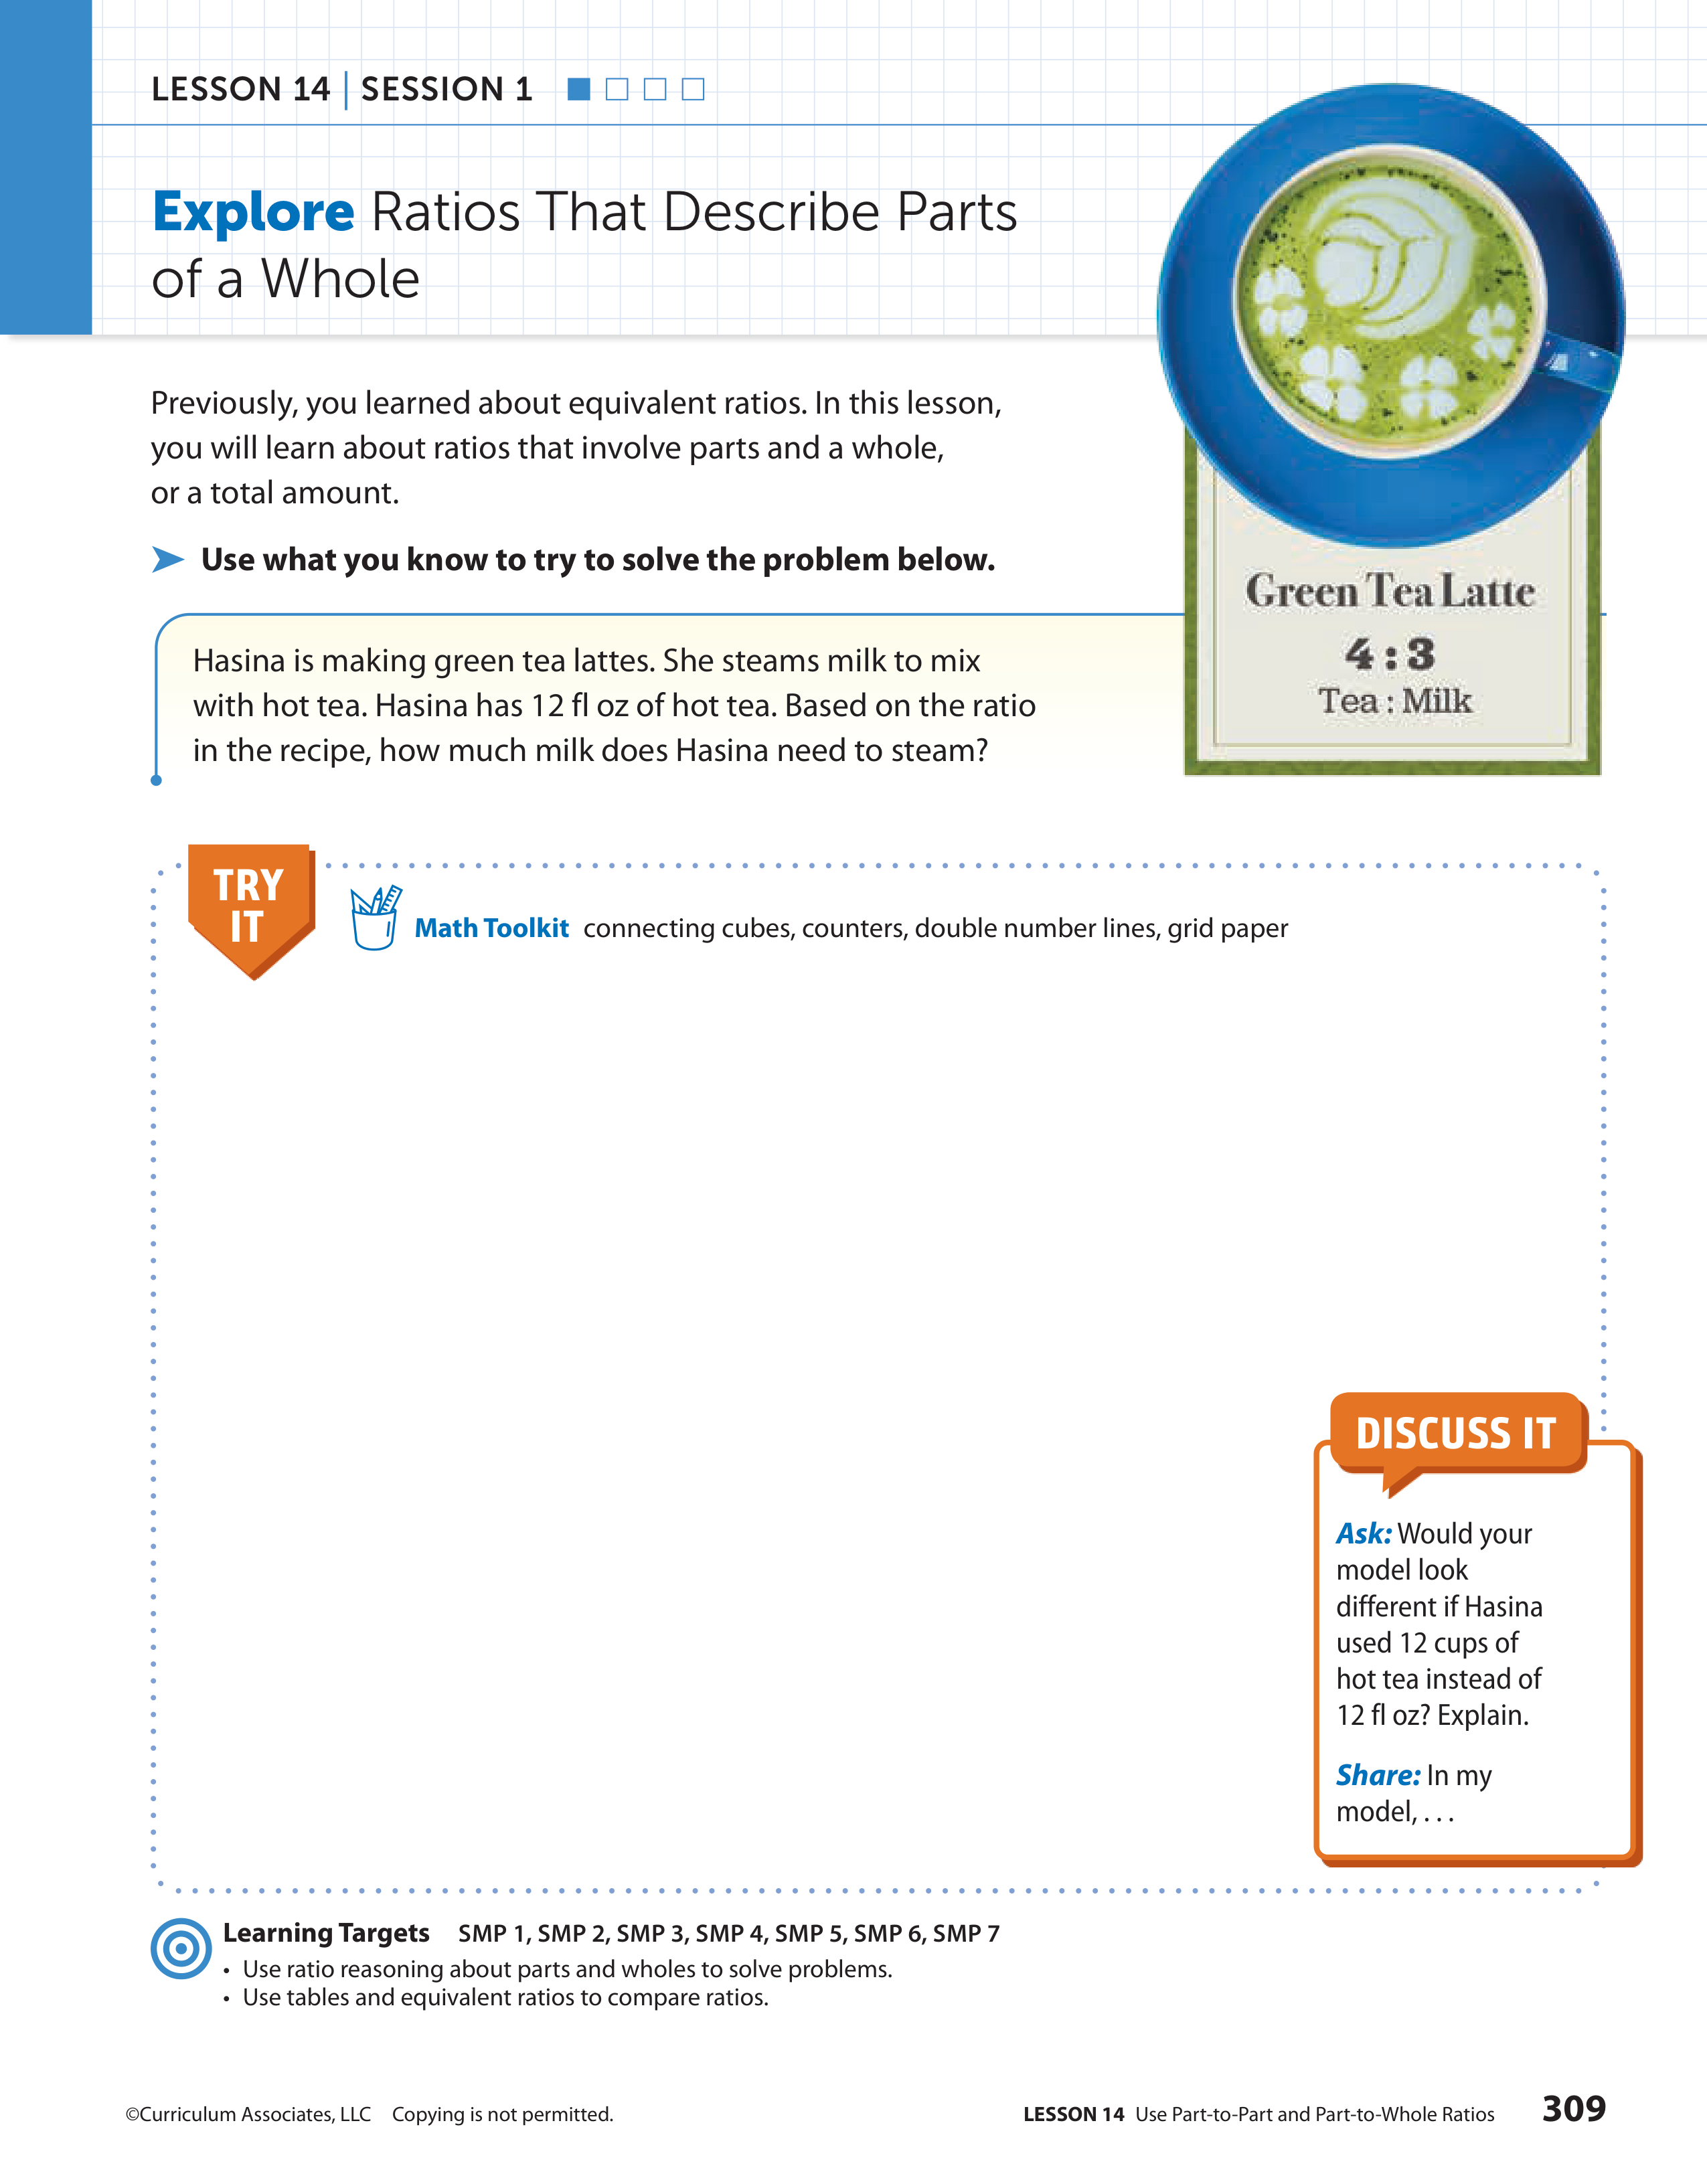 LESSON 14 | SESSION 1
Explore Ratios That Describe Parts
of a Whole
Previously, you learned about equivalent ratios. In this lesson,
you will learn about ratios that involve parts and a whole,
or a total amount.
Use what you know to try to solve the problem below.
Hasina is making green tea lattes. She steams milk to mix
with hot tea. Hasina has 12 fl oz of hot tea. Based on the ratio
in the recipe, how much milk does Hasina need to steam?
Green Tea Latte
4 : 3
Tea : Milk
TRY
IT
Math Toolkit connecting cubes, counters, double number lines, grid paper
DISCUSS IT
Ask: Would your
model look
different if Hasina
used 12 cups of
hot tea instead of
12 fl oz? Explain.
Share: In my
model, . . .
Learning Targets SMP 1, SMP 2, SMP 3, SMP 4, SMP 5, SMP 6, SMP 7
• Use ratio reasoning about parts and wholes to solve problems.
• Use tables and equivalent ratios to compare ratios.
©Curriculum Associates, LLC Copying is not permitted.
LESSON 14 Use Part-to-Part and Part-to-Whole Ratios 309